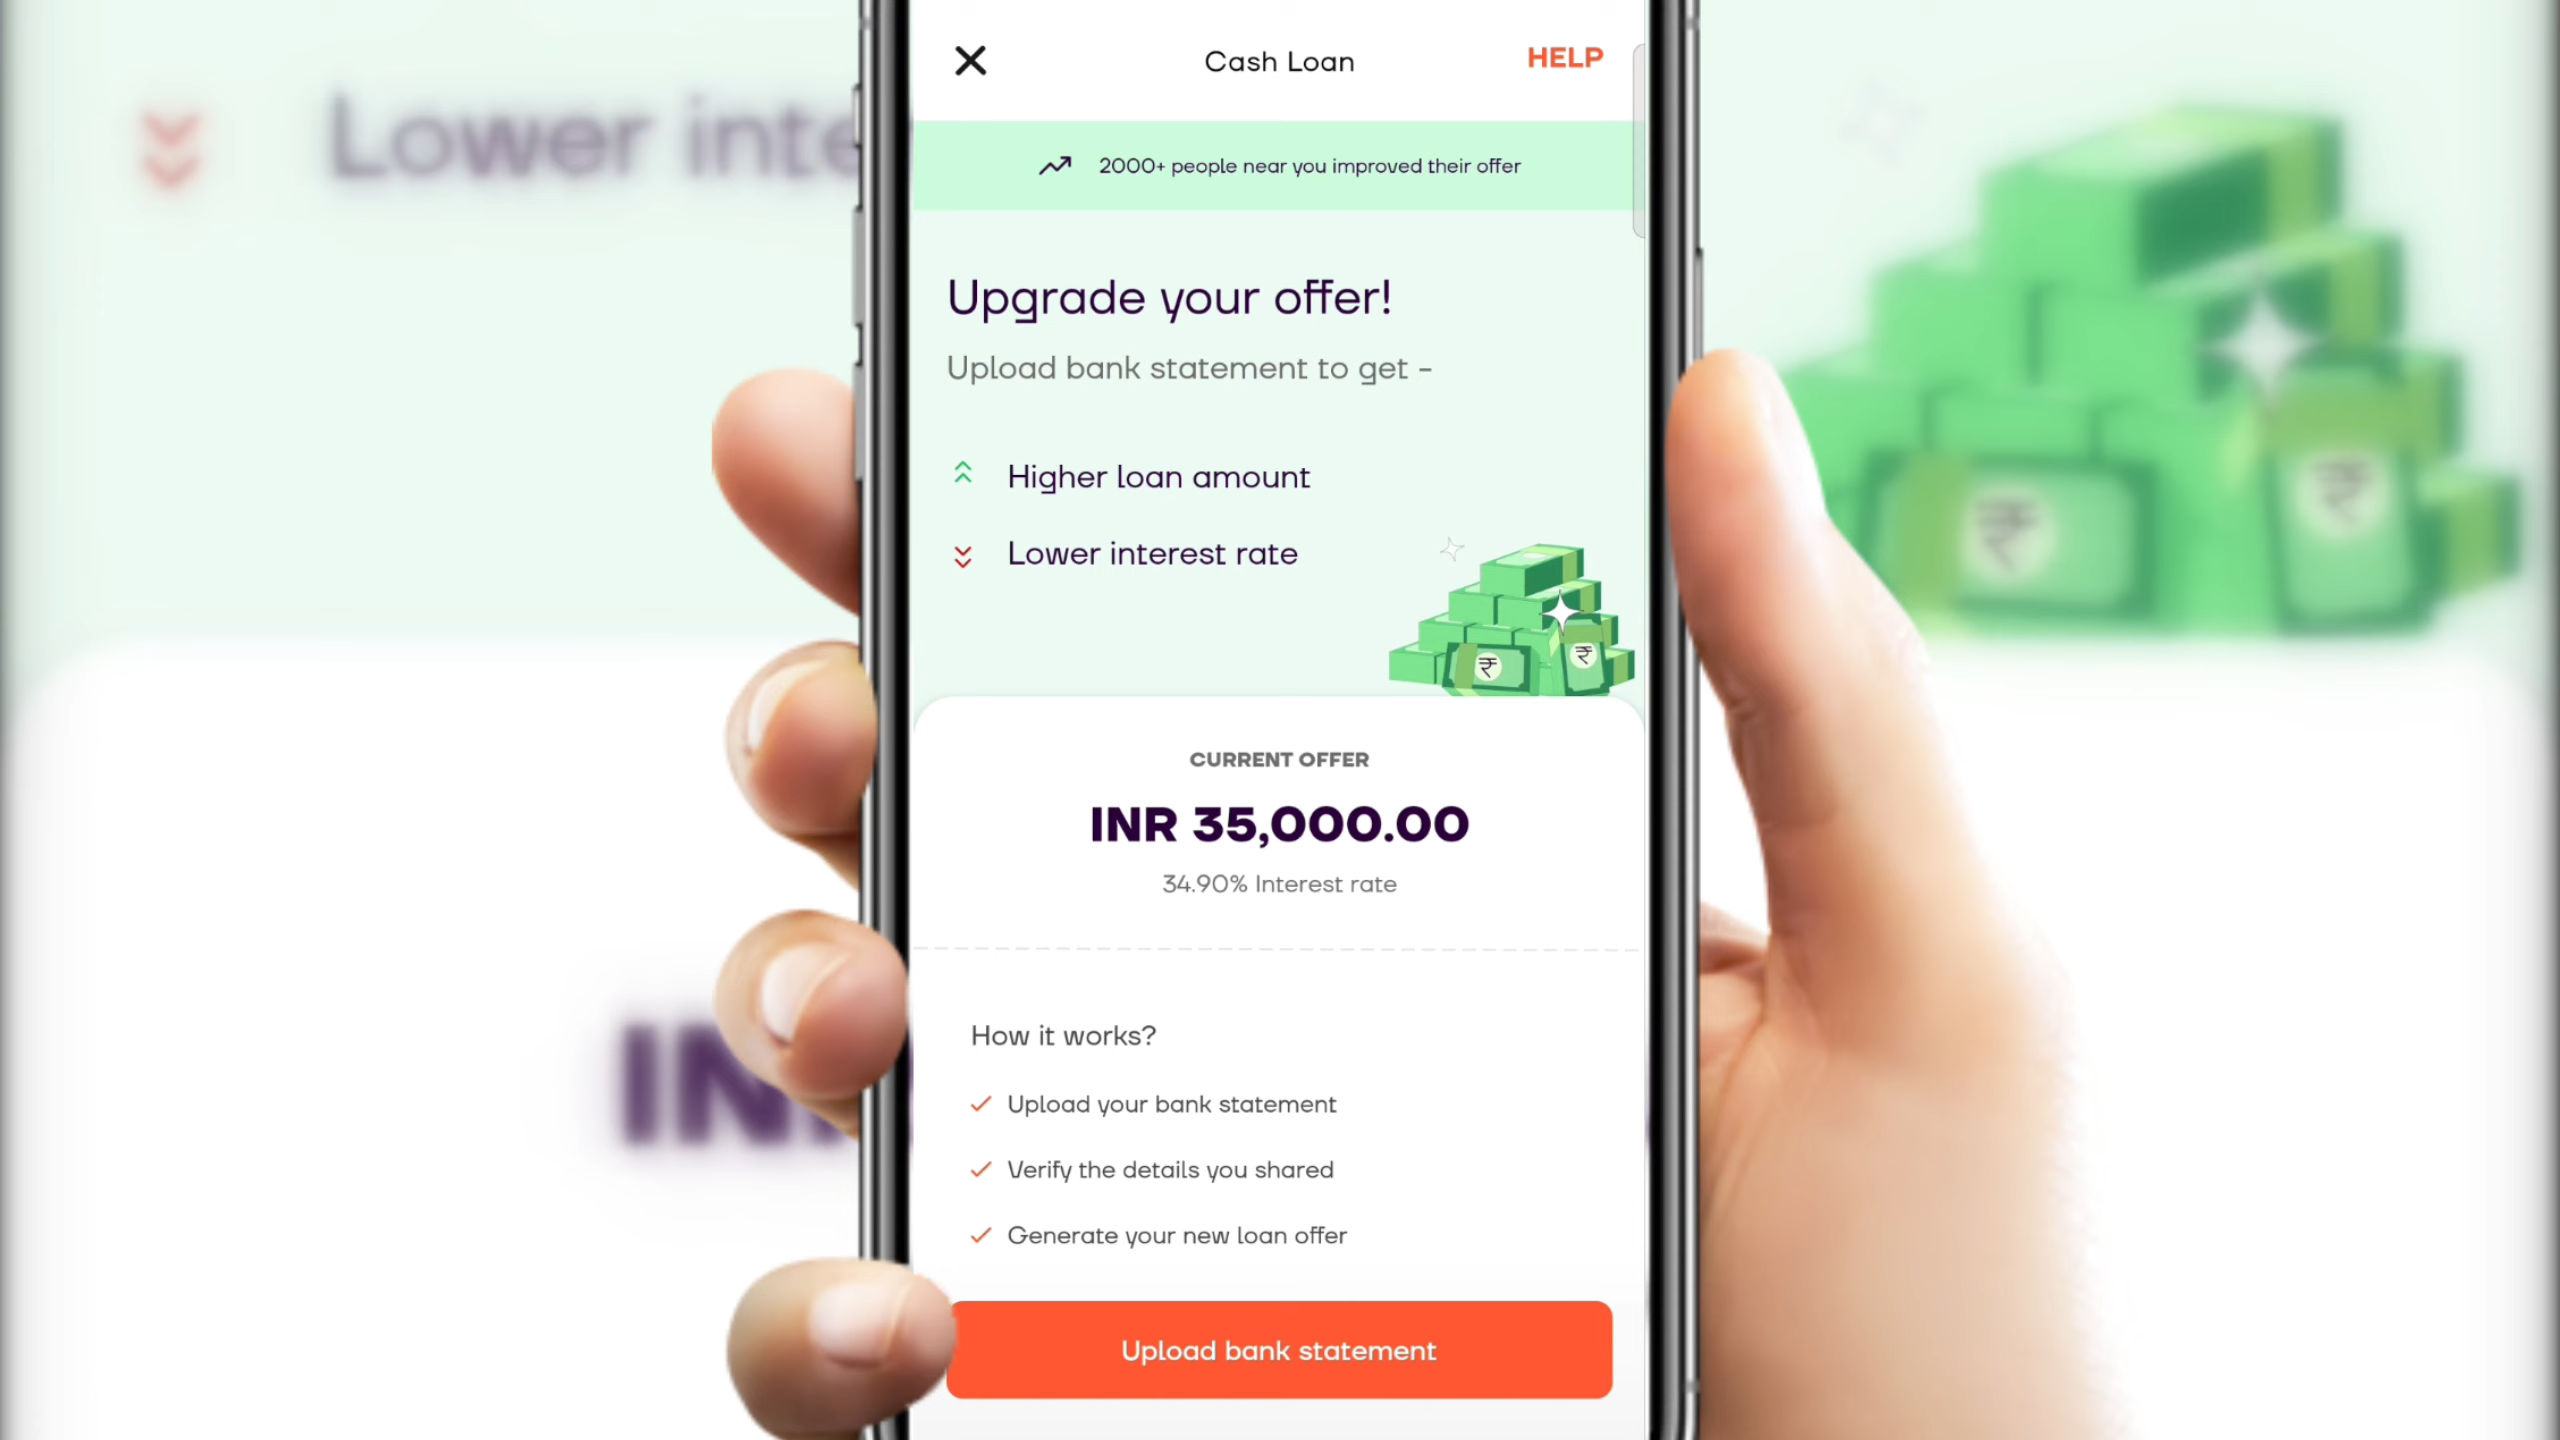 Cash Loan
HELP
2000+ people near you improved their offer
Upgrade your offer!
Upload bank statement to get -
Higher loan amount
Lower interest rate
₹ ₹
CURRENT OFFER
INR 35,000.00
34.90% Interest rate
How it works?
Upload your bank statement
Verify the details you shared
Generate your new loan offer
Upload bank statement
Lower inte
IN
₹ ₹